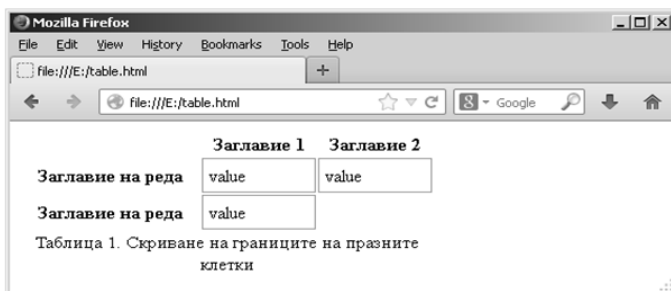 Mozilla Firefox
File Edit View History Bookmarks Tools Help
file:///E:/table.html +
file:///E:/table.html 8 Google
Заглавие 1 Заглавие 2
Заглавие на реда value value
Заглавие на реда value
Таблица 1. Скриване на границите на празните
клетки